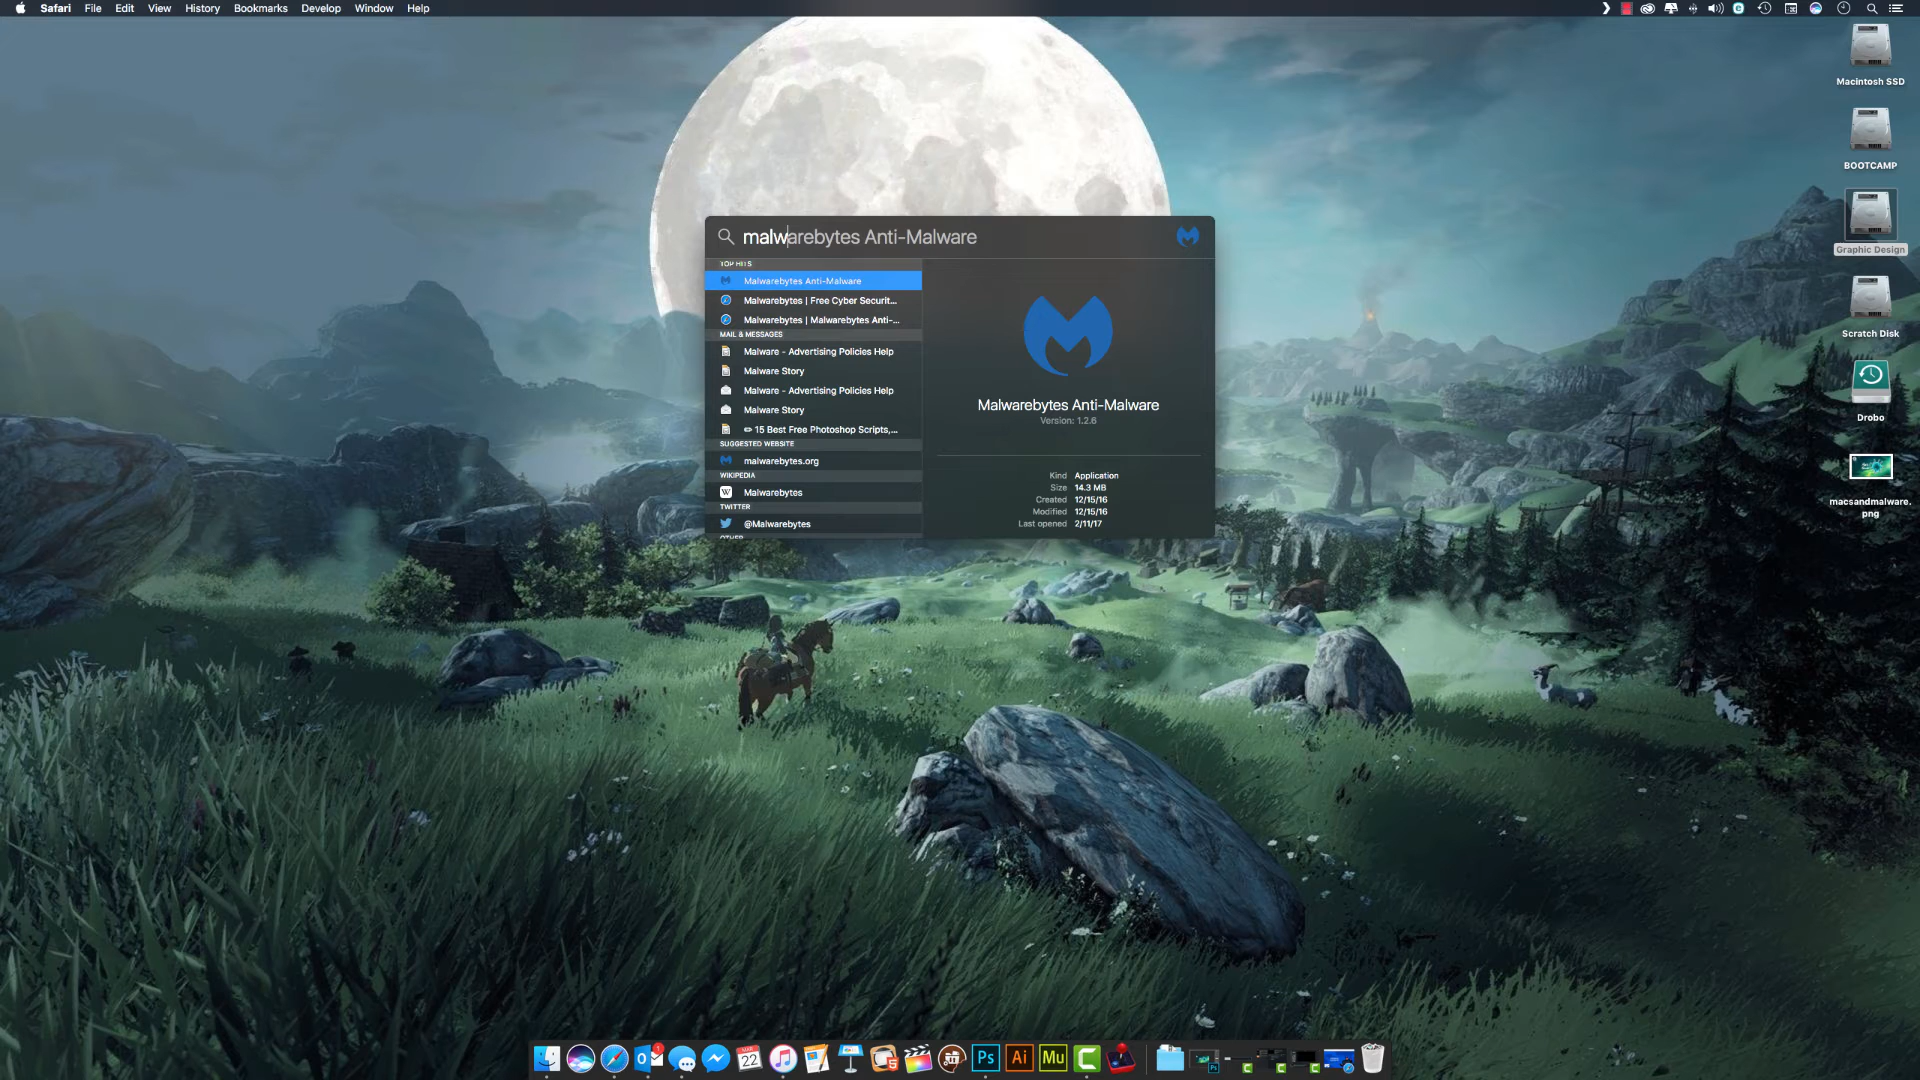 Safari File Edit View History Bookmarks Develop Window Help
Macintosh SSD
BOOTCAMP
Graphic Design
Scratch Disk
Drobo
macsandmalware.
png
malwarebytes Anti-Malware
TOP HITS
Malwarebytes Anti-Malware
Malwarebytes | Free Cyber Securit...
Malwarebytes | Malwarebytes Anti-...
MAIL & MESSAGES
Malware - Advertising Policies Help
Malware Story
Malware - Advertising Policies Help
Malware Story
✏ 15 Best Free Photoshop Scripts,...
SUGGESTED WEBSITE
malwarebytes.org
WIKIPEDIA
W Malwarebytes
TWITTER
@Malwarebytes
OTHER
Malwarebytes Anti-Malware
Version: 1.2.6
Kind Application
Size 14.3 MB
Created 12/15/16
Modified 12/15/16
Last opened 2/11/17
1
MAR
22
5
Ps Ai Mu C